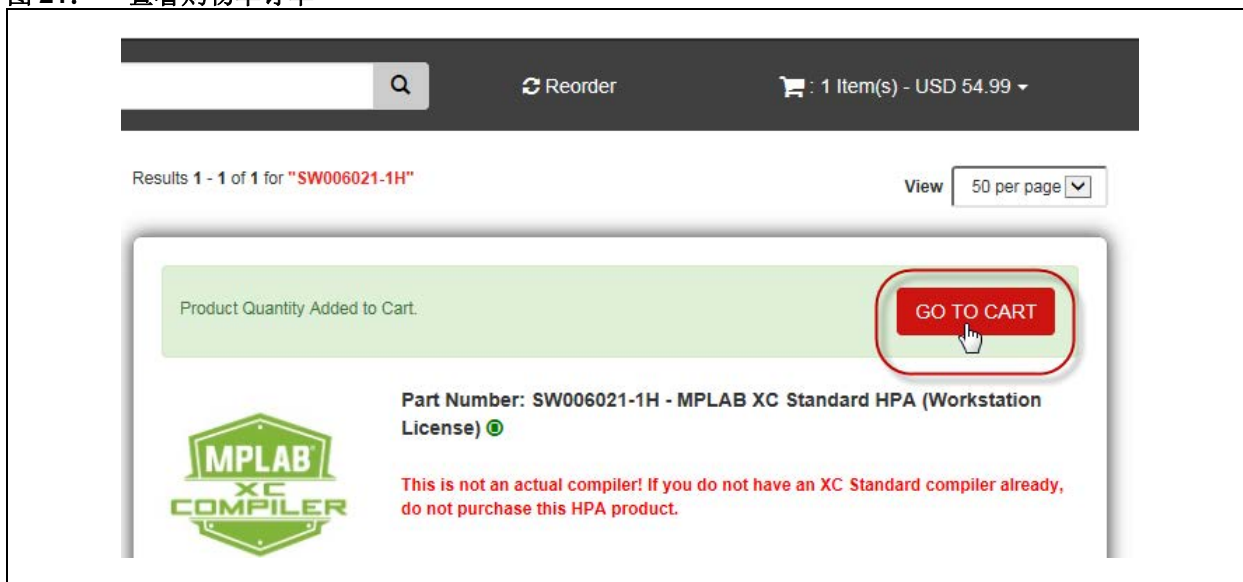 Reorder
: 1 Item(s) - USD 54.99
Results 1 - 1 of 1 for "SW006021-1H"
View 50 per page
Product Quantity Added to Cart.
GO TO CART
Part Number: SW006021-1H - MPLAB XC Standard HPA (Workstation
License)
MPLAB
XC
COMPILER
This is not an actual compiler! If you do not have an XC Standard compiler already,
do not purchase this HPA product.